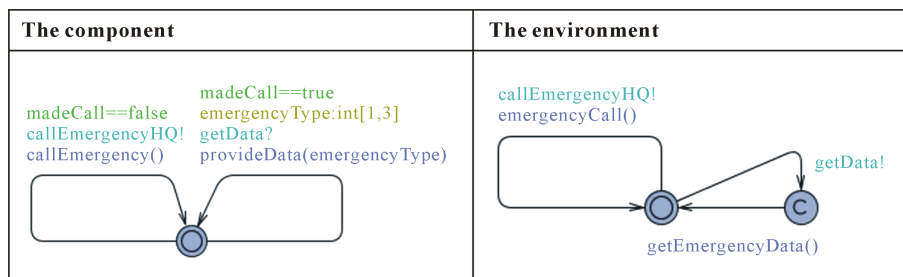 The component
The environment
madeCall==false
callEmergencyHQ!
callEmergency()
madeCall==true
emergencyType:int[1,3]
getData?
provideData(emergencyType)
callEmergencyHQ!
emergencyCall()
getData!
C
getEmergencyData()